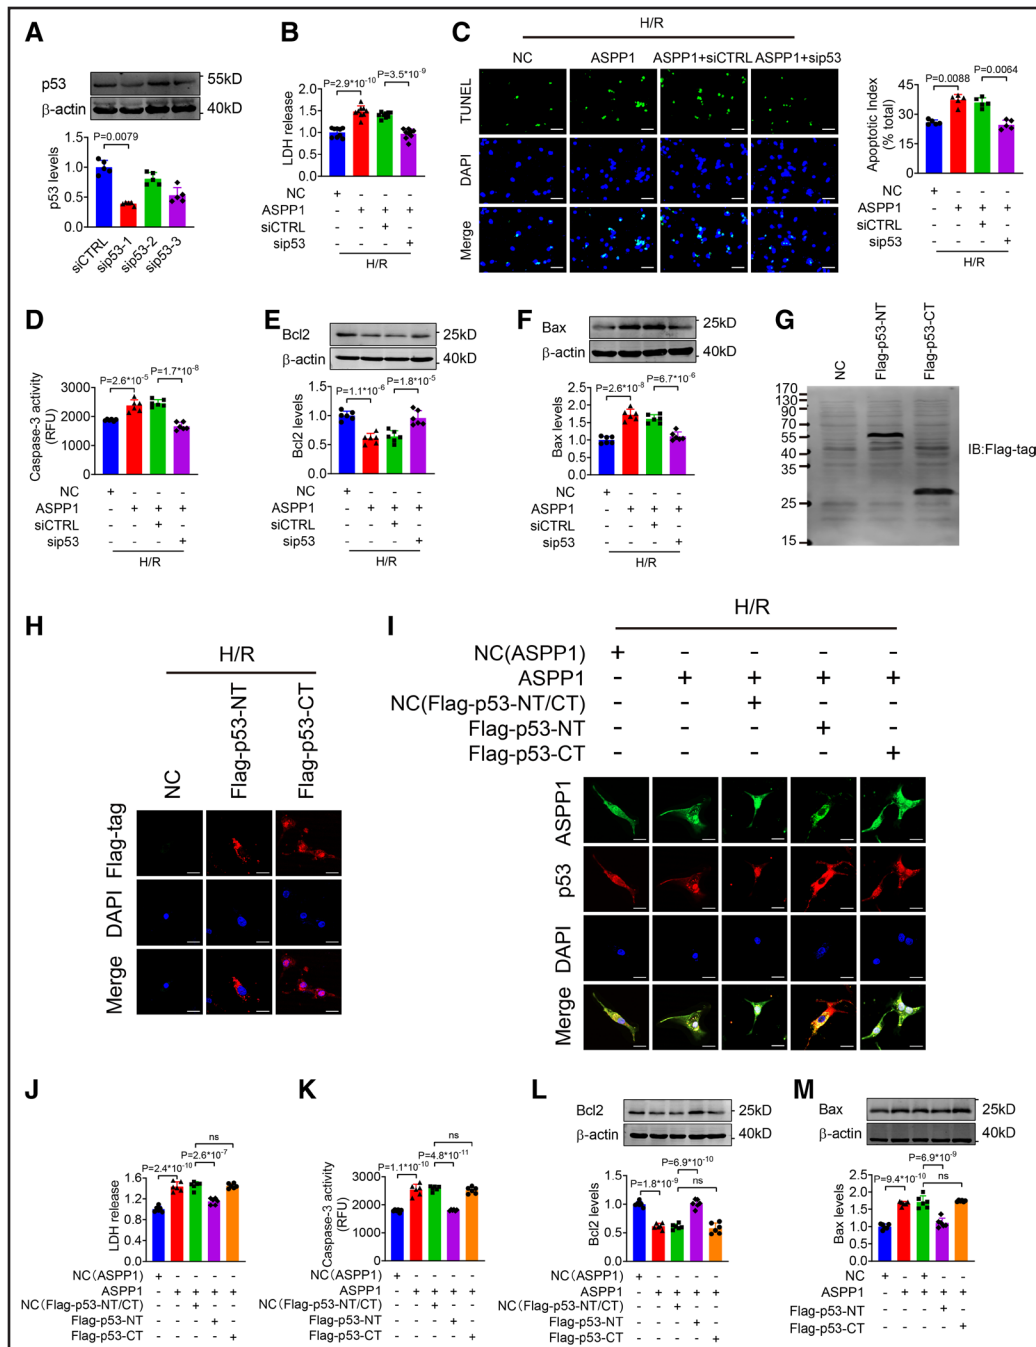 A
p53
β-actin
55kD
40kD
P=0.0079
p53 levels
1.5
1.0
0.5
0.0
siCTRL
sip53-1
sip53-2
sip53-3
B
P=2.9*10-10
P=3.5*10-9
LDH release
2.0
1.5
1.0
0.5
0.0
NC + - - -
ASPP1 - + + +
siCTRL - - + -
sip53 - - - +
H/R
C
H/R
NC ASPP1 ASPP1+siCTRL ASPP1+sip53
TUNEL
DAPI
Merge
P=0.0088
P=0.0064
Apoptotic Index
(% total)
45
30
15
0
NC + - - -
ASPP1 - + + +
siCTRL - - + -
sip53 - - - +
H/R
D
P=2.6*10-5
P=1.7*10-8
Caspase-3 activity
(RFU)
3000
2000
1000
0
NC + - - -
ASPP1 - + + +
siCTRL - - + -
sip53 - - - +
H/R
E
Bcl2
β-actin
25kD
40kD
P=1.1*10-6
P=1.8*10-5
Bcl2 levels
1.5
1.0
0.5
0.0
NC + - - -
ASPP1 - + + +
siCTRL - - + -
sip53 - - - +
H/R
F
Bax
β-actin
25kD
40kD
P=2.6*10-8
P=6.7*10-6
Bax levels
2.5
2.0
1.5
1.0
0.5
0.0
NC + - - -
ASPP1 - + + +
siCTRL - - + -
sip53 - - - +
H/R
G
NC
Flag-p53-NT
Flag-p53-CT
170
130
90
70
55
40
35
25
15
IB:Flag-tag
H
H/R
NC
Flag-p53-NT
Flag-p53-CT
Flag-tag
DAPI
Merge
I
H/R
NC(ASPP1) + - - - -
ASPP1 - + + + +
NC(Flag-p53-NT/CT) - - + - -
Flag-p53-NT - - - + -
Flag-p53-CT - - - - +
ASPP1
p53
DAPI
Merge
J
ns
P=2.6*10-7
P=2.4*10-10
LDH release
1.6
1.2
0.8
0.4
0.0
NC(ASPP1) + - - - -
ASPP1 - + + + +
NC(Flag-p53-NT/CT) - - + - -
Flag-p53-NT - - - + -
Flag-p53-CT - - - - +
K
ns
P=4.8*10-11
P=1.1*10-10
Caspase-3 activity
(RFU)
3000
2000
1000
0
NC(ASPP1) + - - - -
ASPP1 - + + + +
NC(Flag-p53-NT/CT) - - + - -
Flag-p53-NT - - - + -
Flag-p53-CT - - - - +
L
Bcl2
β-actin
25kD
40kD
P=6.9*10-10
P=1.8*10-9
ns
Bcl2 levels
1.5
1.0
0.5
0.0
NC(ASPP1) + - - - -
ASPP1 - + + + +
NC(Flag-p53-NT/CT) - - + - -
Flag-p53-NT - - - + -
Flag-p53-CT - - - - +
M
Bax
β-actin
25kD
40kD
P=6.9*10-9
P=9.4*10-10
ns
Bax levels
2.5
2.0
1.5
1.0
0.5
0.0
NC + - + - -
ASPP1 - + + + +
Flag-p53-NT - - - + -
Flag-p53-CT - - - - +